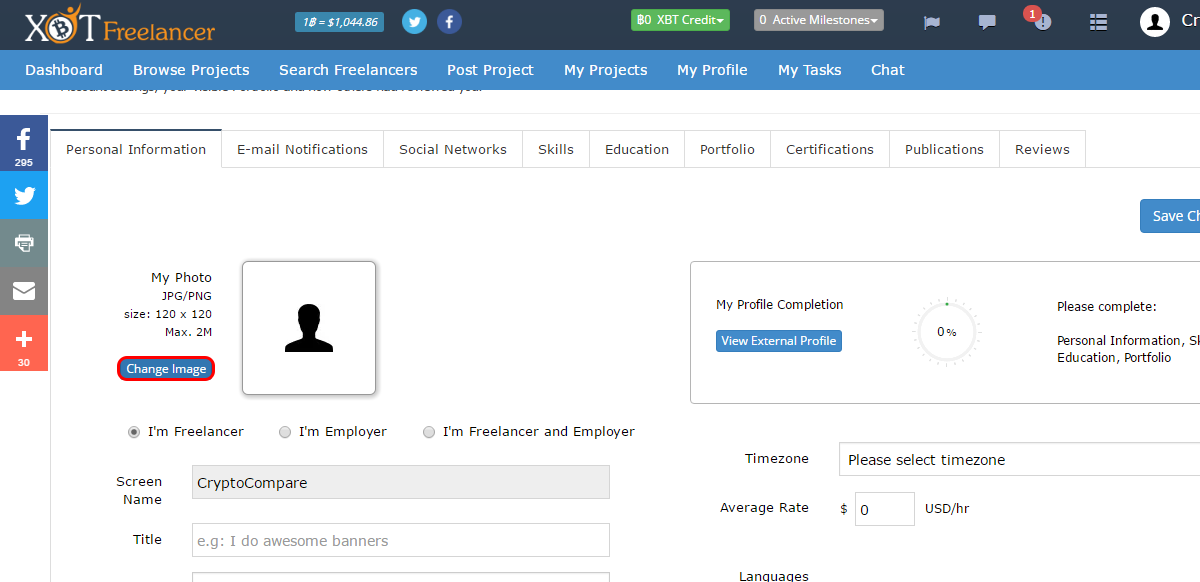 XBT Freelancer
1฿ = $1,044.86
฿0 XBT Credit
0 Active Milestones
1
Cr
Dashboard
Browse Projects
Search Freelancers
Post Project
My Projects
My Profile
My Tasks
Chat
295
30
Personal Information
E-mail Notifications
Social Networks
Skills
Education
Portfolio
Certifications
Publications
Reviews
Save Ch
My Photo
JPG/PNG
size: 120 x 120
Max. 2M
Change Image
My Profile Completion
View External Profile
0%
Please complete:
Personal Information, Sk
Education, Portfolio
I'm Freelancer
I'm Employer
I'm Freelancer and Employer
Screen
Name
CryptoCompare
Title
e.g: I do awesome banners
Timezone
Please select timezone
Average Rate
$
0
USD/hr
Languages